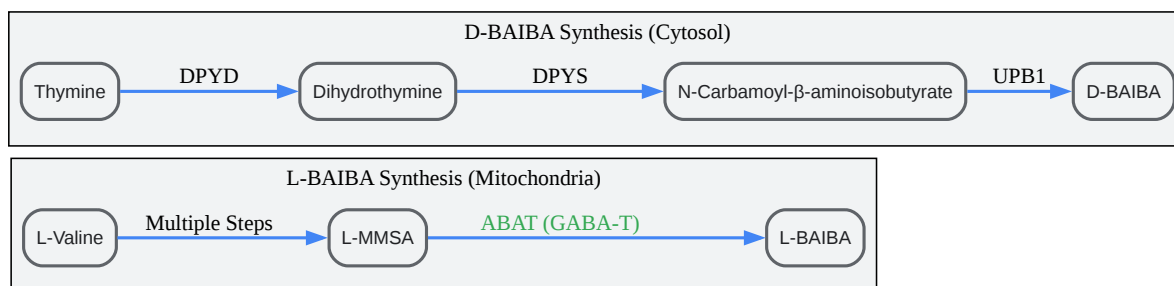 D-BAIBA Synthesis (Cytosol)
Thymine
DPYD
Dihydrothymine
DPYS
N-Carbamoyl-β-aminoisobutyrate
UPB1
D-BAIBA
L-BAIBA Synthesis (Mitochondria)
L-Valine
Multiple Steps
L-MMSA
ABAT (GABA-T)
L-BAIBA